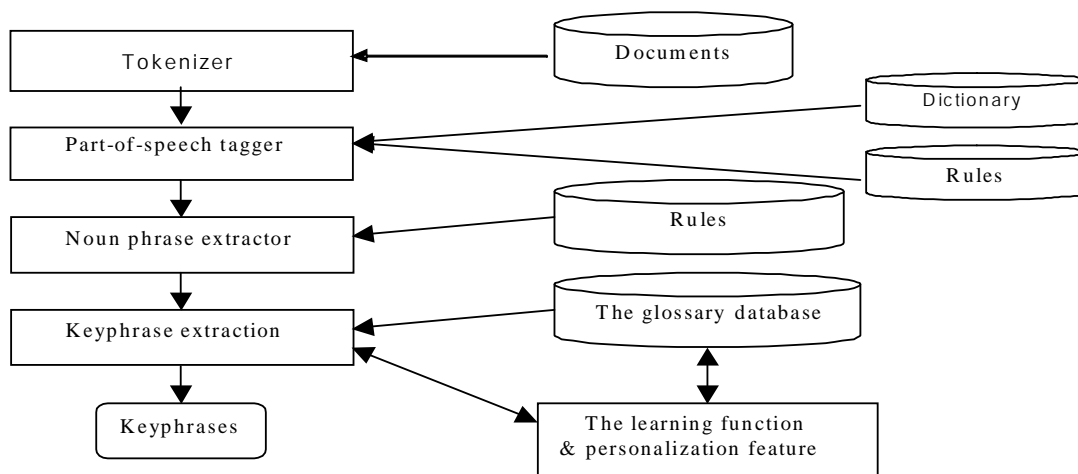 Documents
Tokenizer
Dictionary
Part-of-speech tagger
Rules
Rules
Noun phrase extractor
The glossary database
Keyphrase extraction
Keyphrases
The learning function
& personalization feature